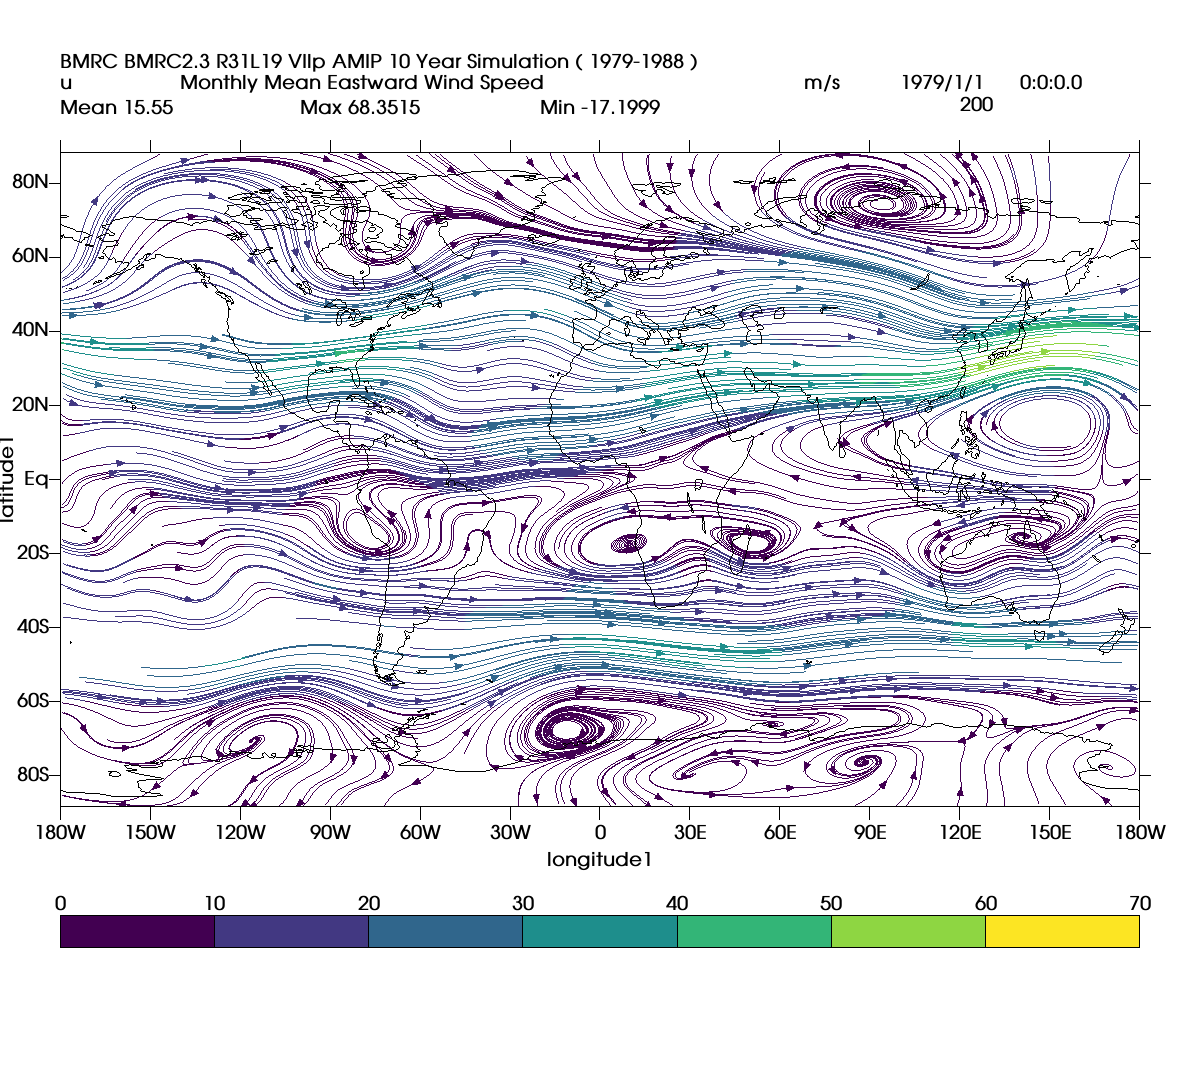 BMRC BMRC2.3 R31L19 VIIp AMIP 10 Year Simulation ( 1979-1988 )
u Monthly Mean Eastward Wind Speed m/s 1979/1/1 0:0:0.0
Mean 15.55 Max 68.3515 Min -17.1999 200
80N
60N
40N
20N
Eq
20S
40S
60S
80S
latitude1
180W 150W 120W 90W 60W 30W 0 30E 60E 90E 120E 150E 180W
longitude1
0 10 20 30 40 50 60 70